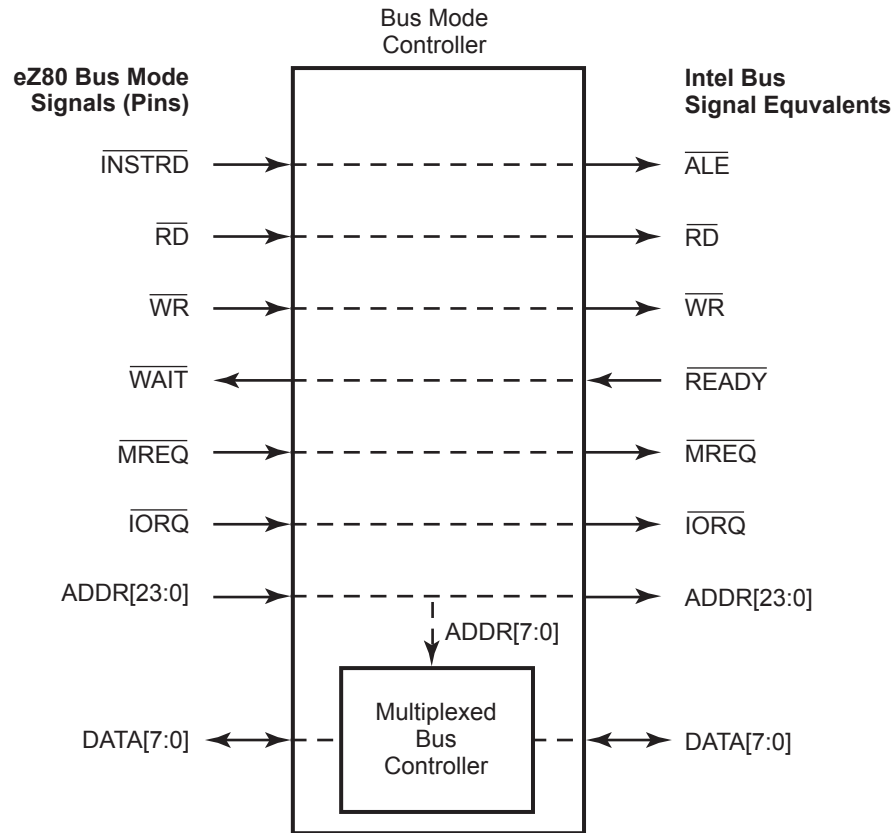 Bus Mode
Controller
eZ80 Bus Mode
Signals (Pins)
Intel Bus
Signal Equvalents
INSTRD
ALE
RD
RD
WR
WR
WAIT
READY
MREQ
MREQ
IORQ
IORQ
ADDR[23:0]
ADDR[23:0]
ADDR[7:0]
Multiplexed
Bus
Controller
DATA[7:0]
DATA[7:0]